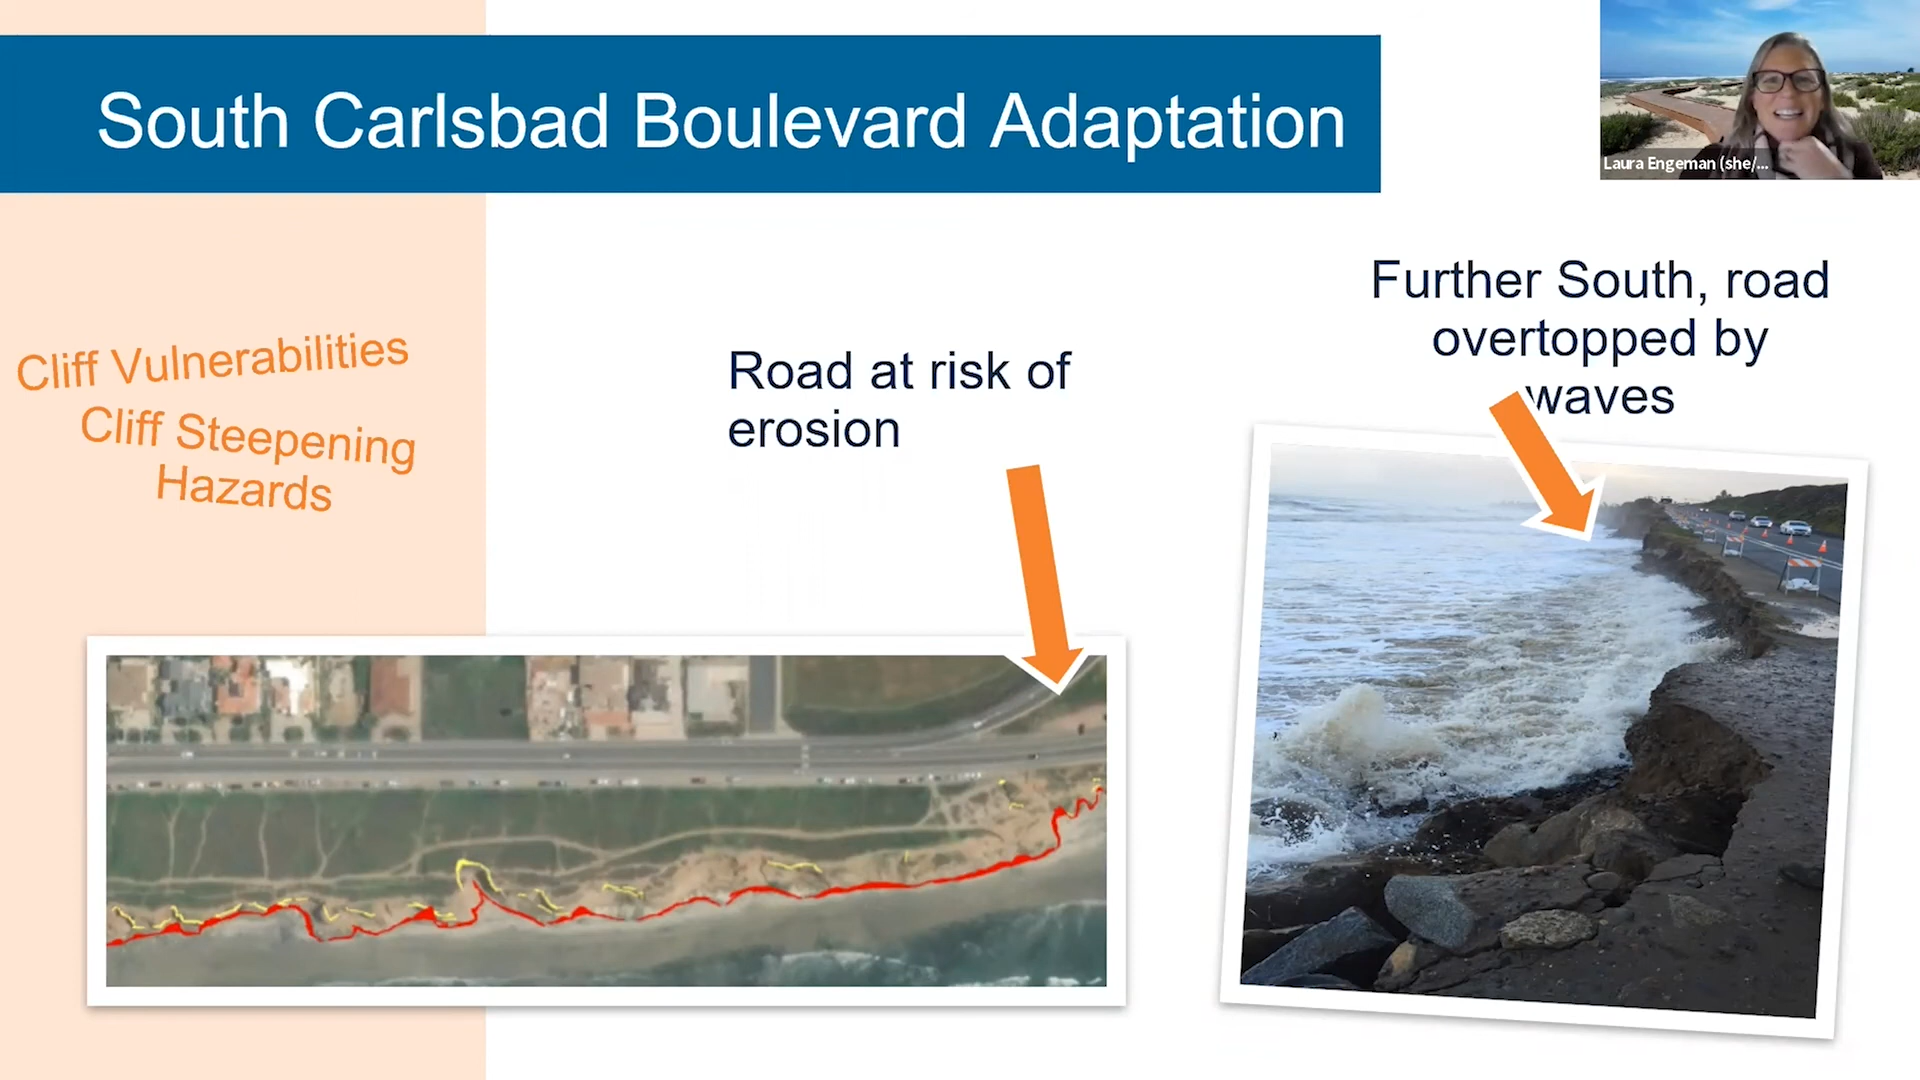 South Carlsbad Boulevard Adaptation
Laura Engeman (she/...
Cliff Vulnerabilities
Cliff Steepening
Hazards
Road at risk of
erosion
Further South, road
overtopped by
waves